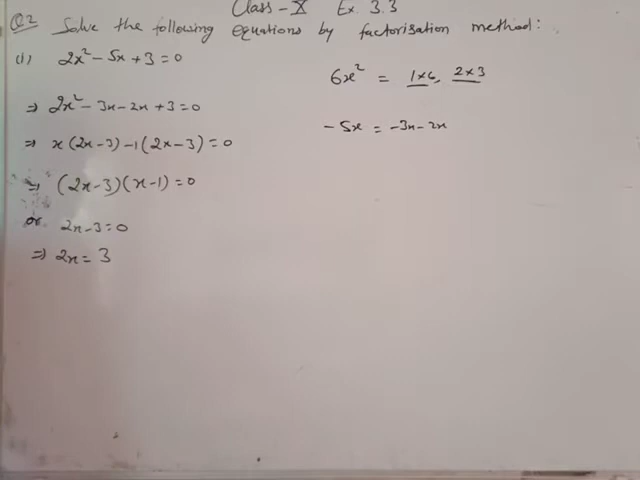 Class - X Ex. 3.3
Q2 Solve the following equations by factorisation method:
(i) 2x² - 5x + 3 = 0
6x² = 1×6, 2×3
⇒ 2x² - 3x - 2x + 3 = 0
- 5x = -3x - 2x
⇒ x(2x-3) -1(2x-3) = 0
⇒ (2x-3)(x-1) = 0
or 2x-3=0
⇒ 2x = 3